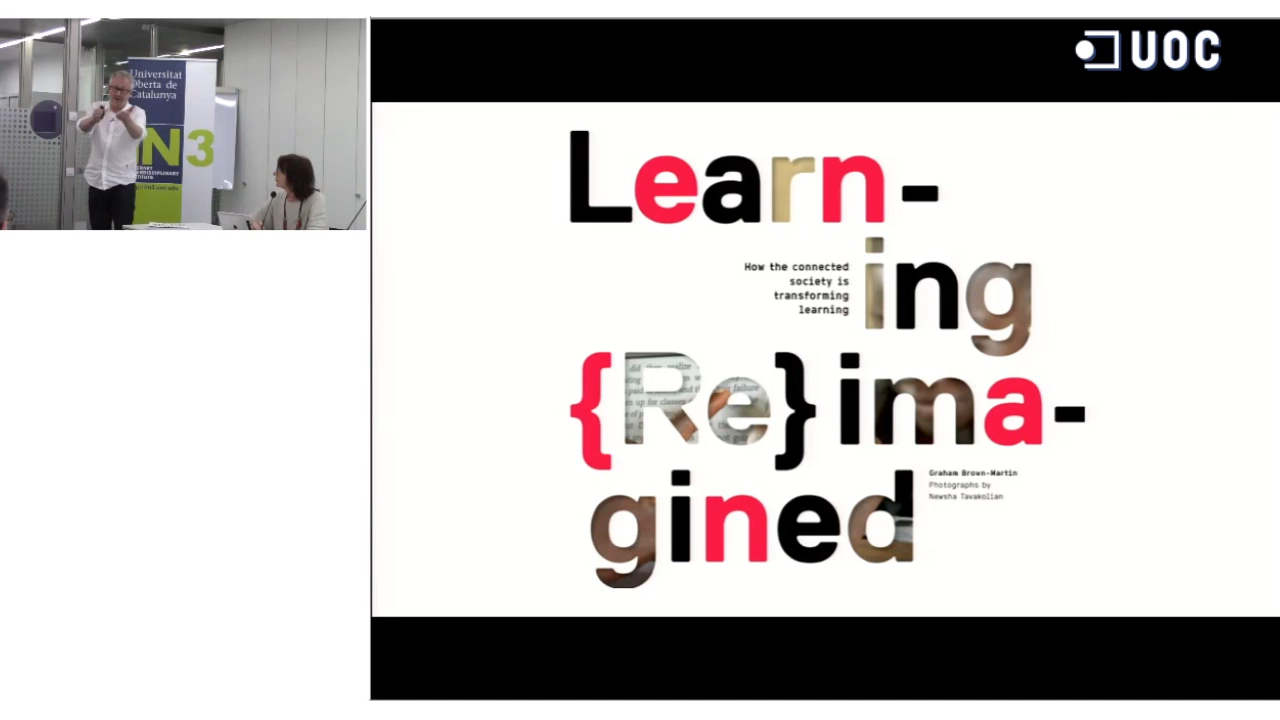 Universitat
Oberta de
Catalunya
IN3
UOC
Learn-
ing
How the connected
society is
transforming
learning
{Re}ima-
gined
Graham Brown-Martin
Photographs by
Newsha Tavakolian